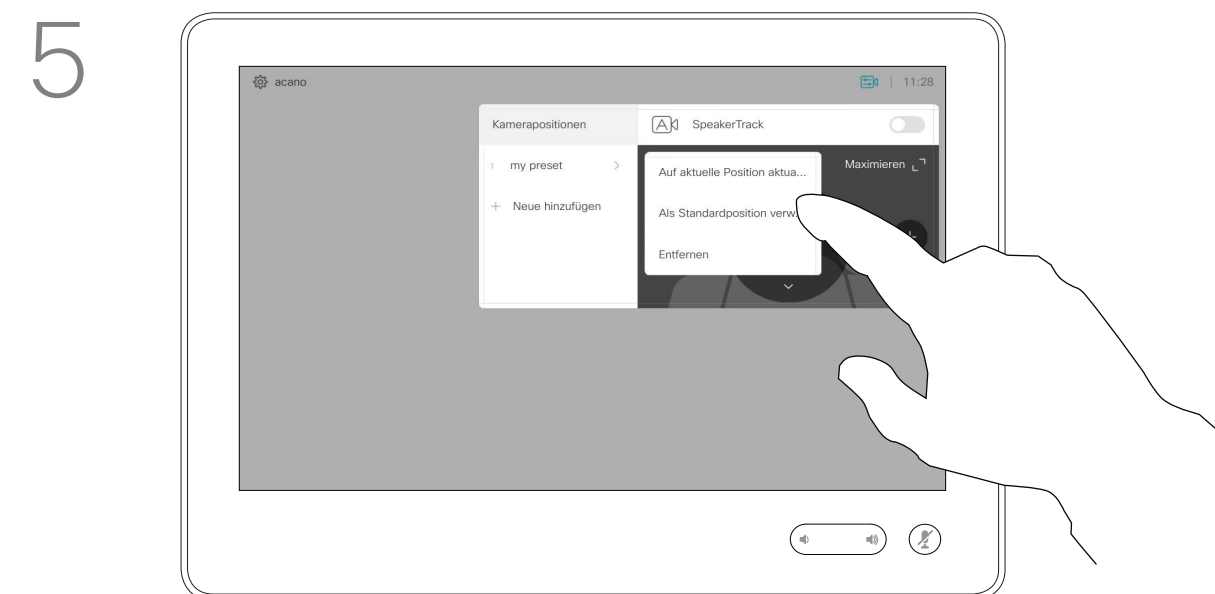 5
acano
11:28
Kamerapositionen
SpeakerTrack
1 my preset
Maximieren
Auf aktuelle Position aktua...
+ Neue hinzufügen
Als Standardposition verw...
Entfernen